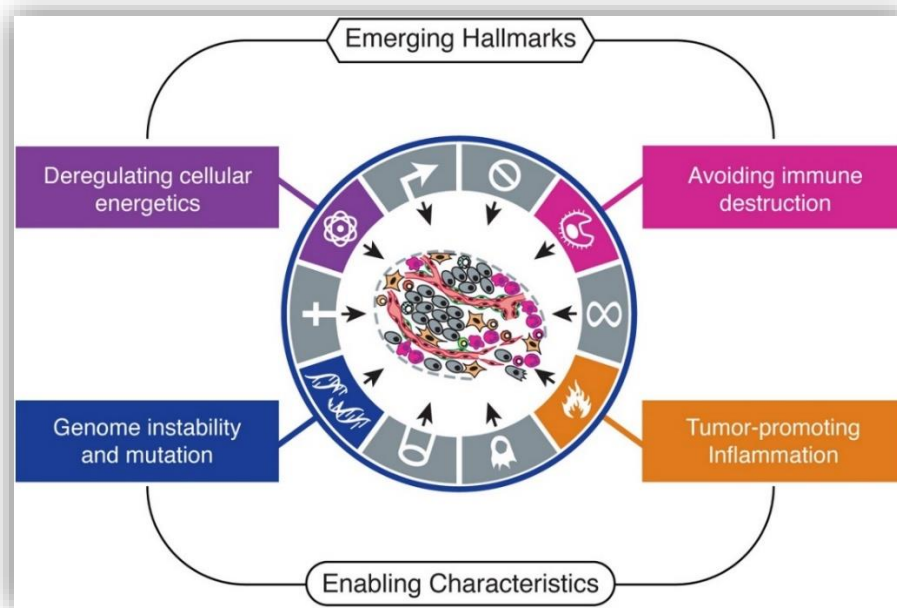 Emerging Hallmarks
Deregulating cellular
energetics
Avoiding immune
destruction
Genome instability
and mutation
Tumor-promoting
Inflammation
Enabling Characteristics